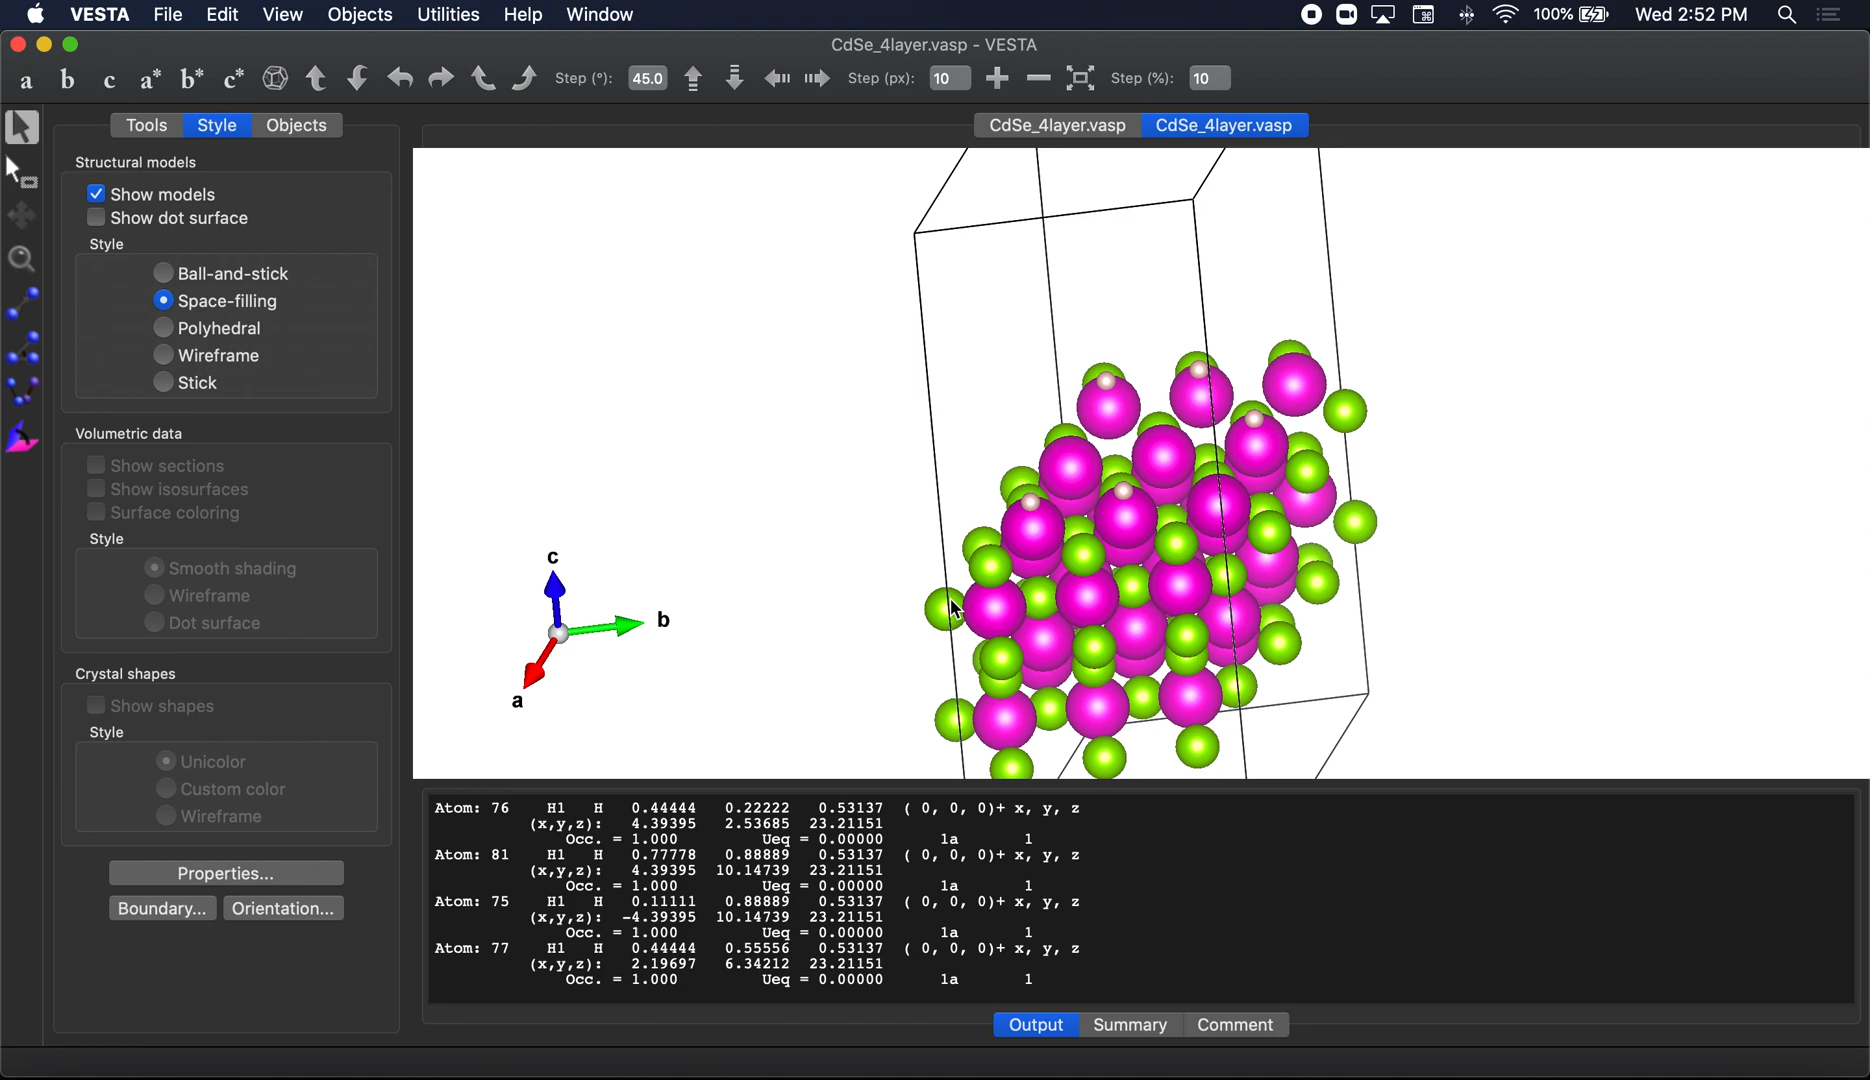 VESTA File Edit View Objects Utilities Help Window 100% Wed 2:52 PM
CdSe_4layer.vasp - VESTA
a b c a* b* c* Step (°): 45.0 Step (px): 10 Step (%): 10
Tools Style Objects
CdSe_4layer.vasp CdSe_4layer.vasp
Structural models
Show models
Show dot surface
Style
Ball-and-stick
Space-filling
Polyhedral
Wireframe
Stick
Volumetric data
Show sections
Show isosurfaces
Surface coloring
Style
Smooth shading
Wireframe
Dot surface
Crystal shapes
Show shapes
Style
Unicolor
Custom color
Wireframe
Properties...
Boundary... Orientation...
c
b
a
Atom: 76 H1 H 0.44444 0.22222 0.53137 ( 0, 0, 0)+ x, y, z
(x,y,z): 4.39395 2.53685 23.21151
Occ. = 1.000 Ueq = 0.00000 1a 1
Atom: 81 H1 H 0.77778 0.88889 0.53137 ( 0, 0, 0)+ x, y, z
(x,y,z): 4.39395 10.14739 23.21151
Occ. = 1.000 Ueq = 0.00000 1a 1
Atom: 75 H1 H 0.11111 0.88889 0.53137 ( 0, 0, 0)+ x, y, z
(x,y,z): -4.39395 10.14739 23.21151
Occ. = 1.000 Ueq = 0.00000 1a 1
Atom: 77 H1 H 0.44444 0.55556 0.53137 ( 0, 0, 0)+ x, y, z
(x,y,z): 2.19697 6.34212 23.21151
Occ. = 1.000 Ueq = 0.00000 1a 1
Output Summary Comment